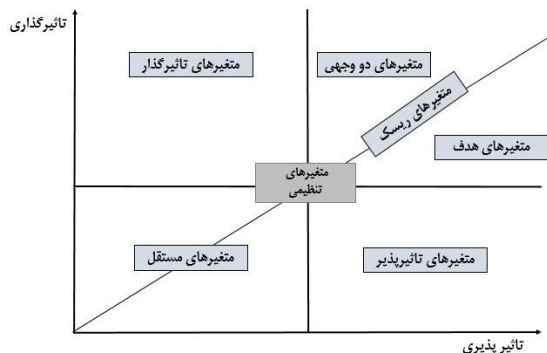 تاثیرگذاری
متغیرهای دو وجهی
متغیرهای تاثیرگذار
متغیرهای ریسک
متغیرهای هدف
متغیرهای
تنظیمی
متغیرهای تاثیرپذیر
متغیرهای مستقل
تاثیر پذیری